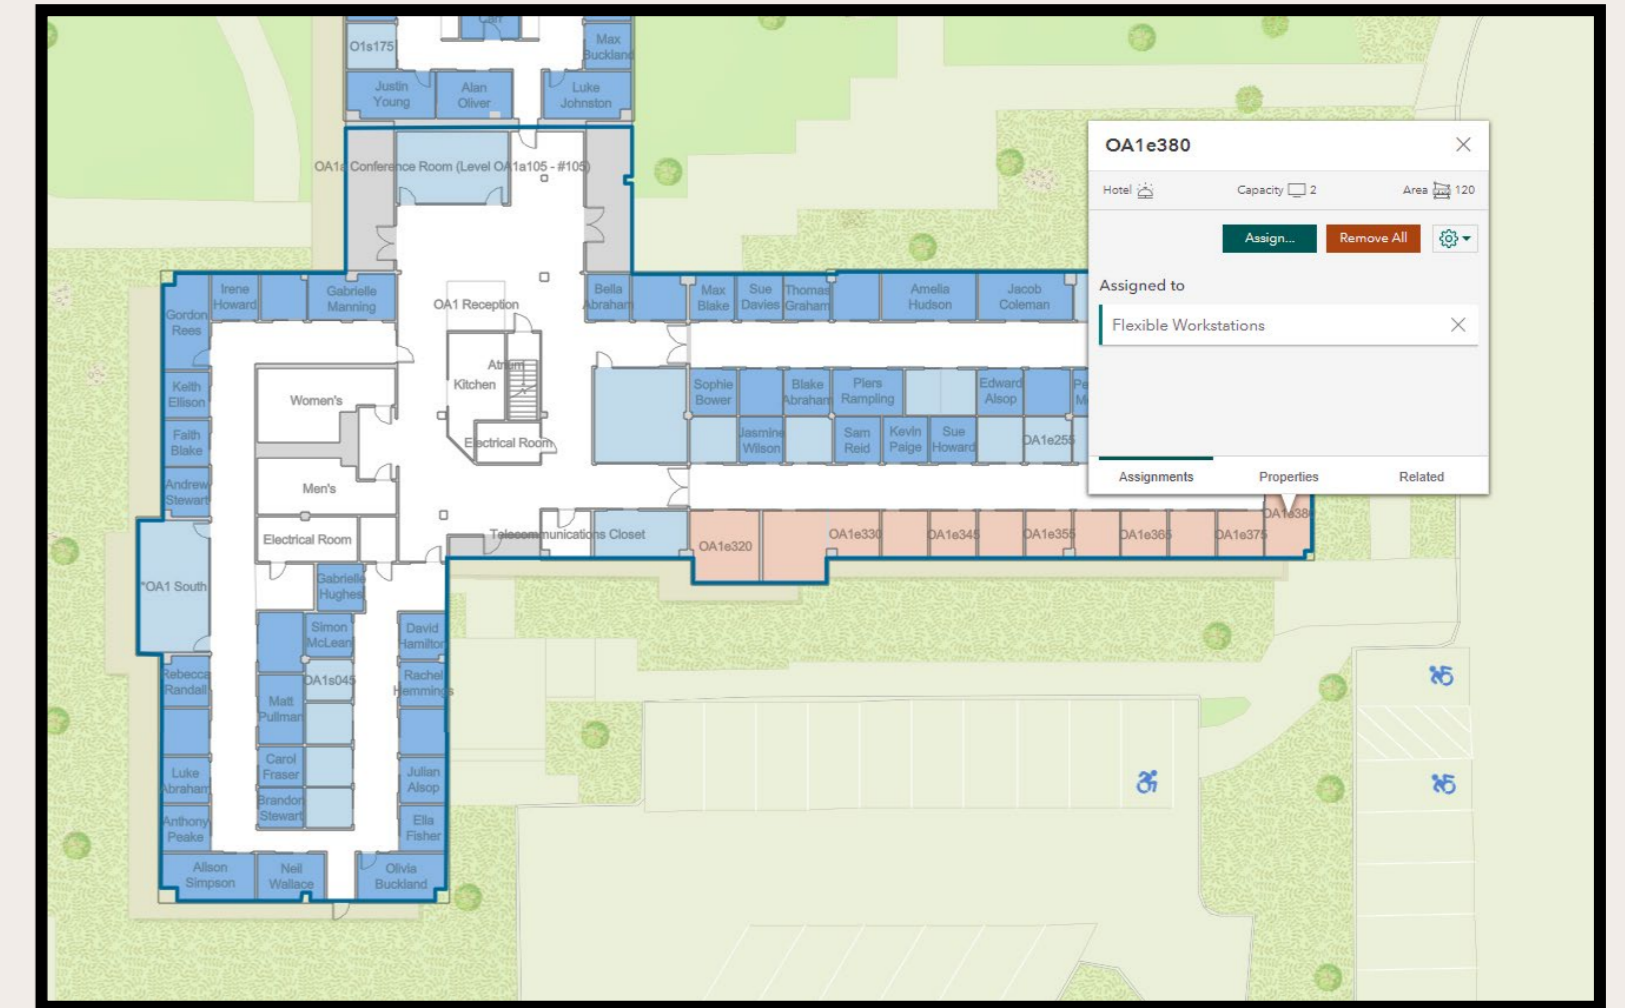 Carr
O1s175
Max
Buckland
Justin
Young
Alan
Oliver
Luke
Johnston
OA1a Conference Room (Level OA1a105 - #105)
OA1e380
Hotel
Capacity 2
Area 120
Assign...
Remove All
Assigned to
Flexible Workstations
Assignments
Properties
Related
Gordon
Rees
Irene
Howard
Gabrielle
Manning
OA1 Reception
Bella
Abraham
Max
Blake
Sue
Davies
Thomas
Graham
Amelia
Hudson
Jacob
Coleman
Keith
Ellison
Women's
Kitchen
Atrium
Sophie
Bower
Blake
Abraham
Piers
Rampling
Edward
Alsop
Faith
Blake
Electrical Room
Jasmine
Wilson
Sam
Reid
Kevin
Paige
Sue
Howard
OA1e255
Andrew
Stewart
Men's
Electrical Room
Telecommunications Closet
OA1e320
OA1e330
OA1e345
OA1e355
OA1e365
OA1e375
OA1e380
*OA1 South
Gabrielle
Hughes
Simon
McLean
David
Hamilton
Rebecca
Randall
OA1s045
Rachel
Hemmings
Matt
Pullman
Luke
Abraham
Carol
Fraser
Julian
Alsop
Anthony
Peake
Brandon
Stewart
Ella
Fisher
Alison
Simpson
Neil
Wallace
Olivia
Buckland